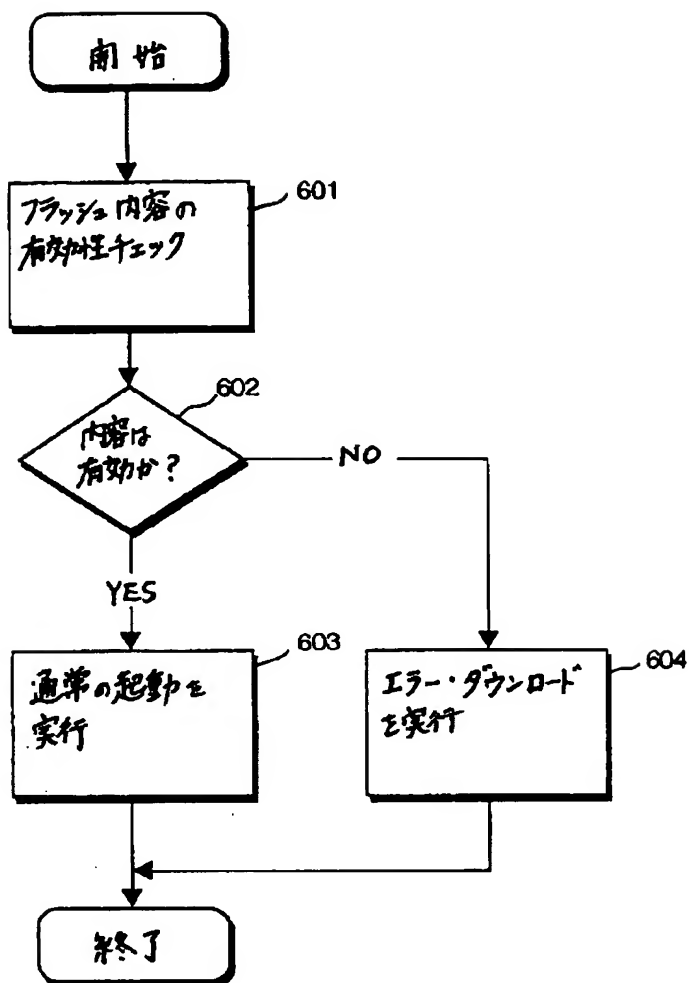 開始
フラッシュ内容の
有効性チェック
601
602
内容は
有効か?
NO
YES
603
通常の起動を
実行
604
エラー・ダウンロード
を実行
終了